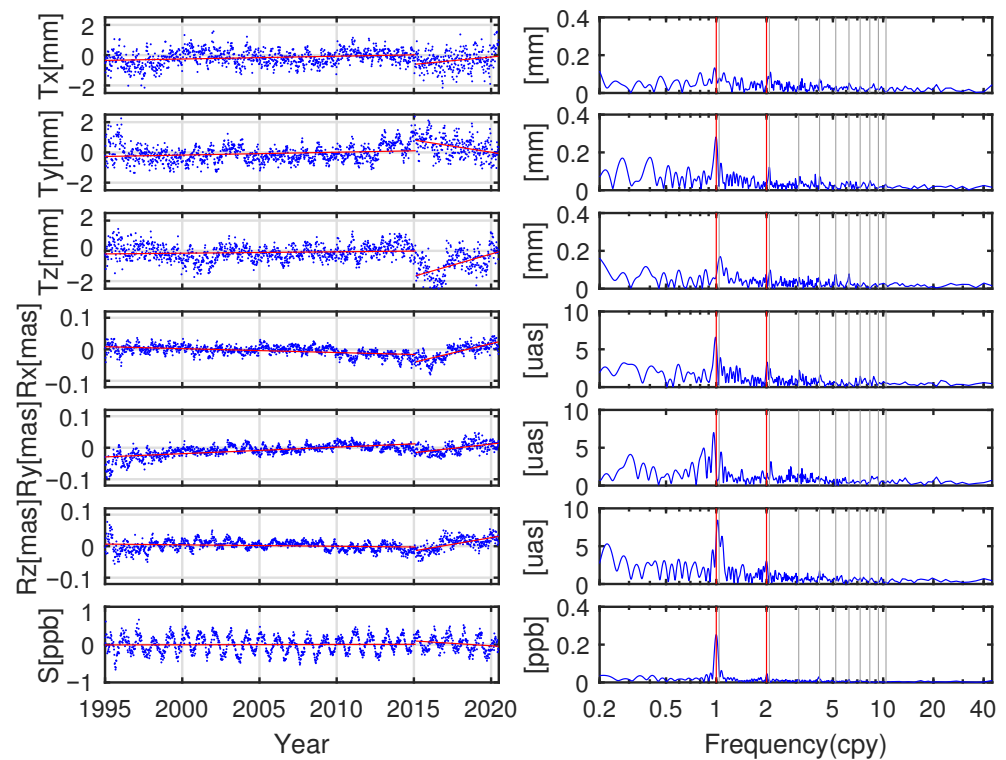 Tx[mm]
2
0
−2
[mm]
0.4
0.2
0
Ty[mm]
2
0
−2
[mm]
0.4
0.2
0
Tz[mm]
2
0
−2
[mm]
0.4
0.2
0
Rx[mas]
0.1
0
−0.1
[uas]
10
5
0
Ry[mas]
0.1
0
−0.1
[uas]
10
5
0
Rz[mas]
0.1
0
−0.1
[uas]
10
5
0
S[ppb]
1
0
−1
[ppb]
0.4
0.2
0
1995 2000 2005 2010 2015 2020
Year
0.2 0.5 1 2 5 10 20 40
Frequency(cpy)